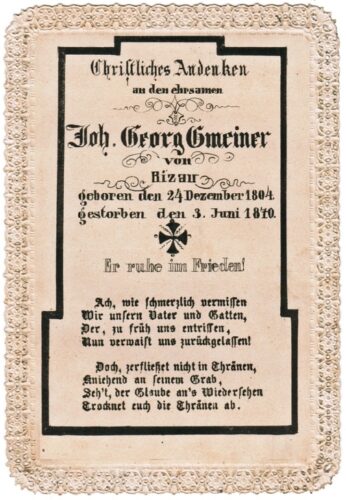 Christliches Andenken
an den ehrsamen
Joh. Georg Gmeiner
von
Bizau
geboren den 24 Dezember 1804.
gestorben den 3. Juni 1840.
Er ruhe im Frieden!
Ach, wie schmerzlich vermissen
Wir unsern Vater und Gatten,
Der, zu früh uns entrissen,
Nun verwaist uns zurückgelassen!
Doch, zerfließet nicht in Thränen,
Kniehend an seinem Grab,
Seh't, der Glaube an's Wiedersehen
Trocknet euch die Thränen ab.